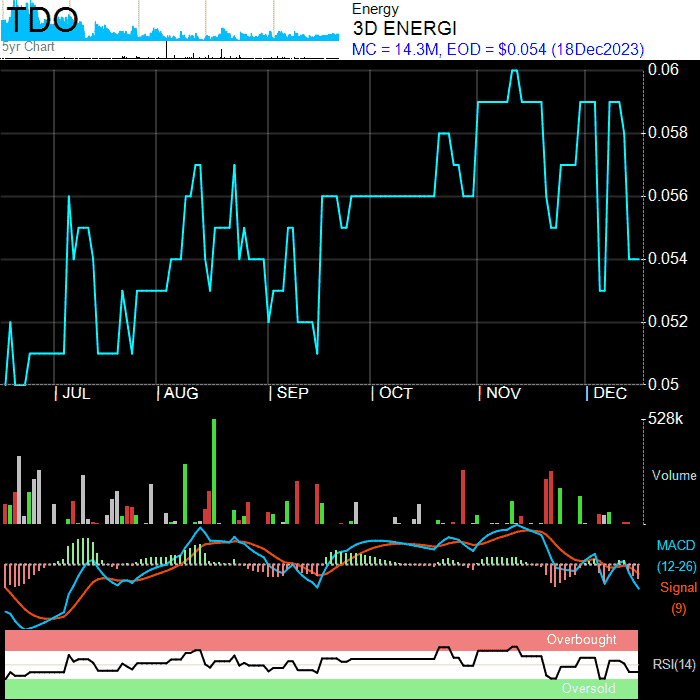 TDO
5yr Chart
Energy
3D ENERGI
MC = 14.3M, EOD = $0.054 (18Dec2023)
0.06
0.058
0.056
0.054
0.052
0.05
| JUL | AUG | SEP | OCT | NOV | DEC
528k
Volume
MACD
(12-26)
Signal
(9)
Overbought
RSI(14)
Oversold